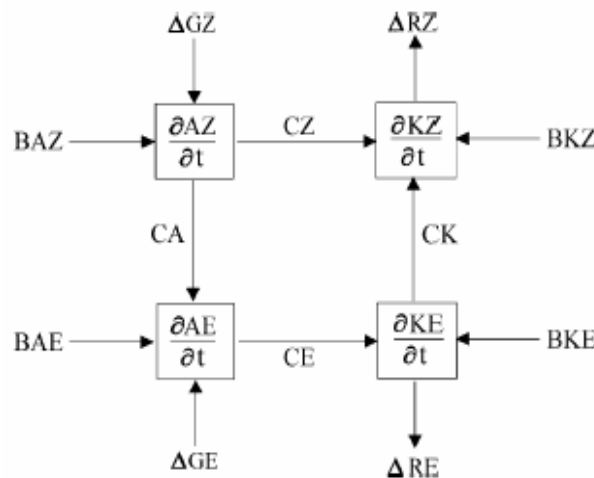 ΔGZ ΔRZ
BAZ ∂AZ/∂t CZ ∂KZ/∂t BKZ
CA CK
BAE ∂AE/∂t CE ∂KE/∂t BKE
ΔGE ΔRE